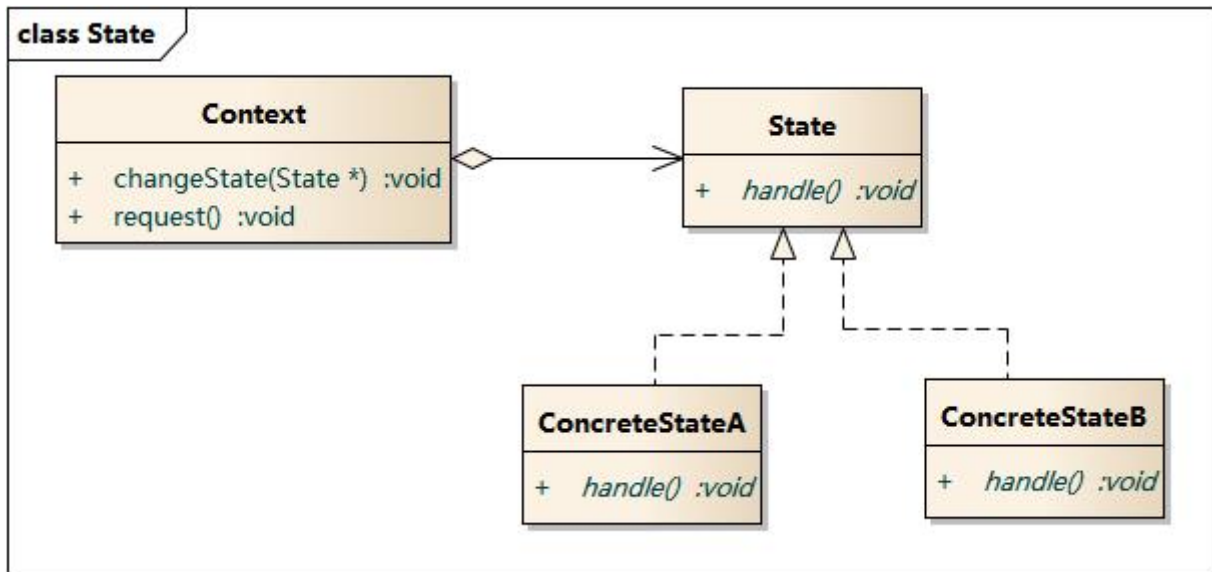 class State
Context
+ changeState(State *) :void
+ request() :void
State
+ handle() :void
ConcreteStateA
+ handle() :void
ConcreteStateB
+ handle() :void